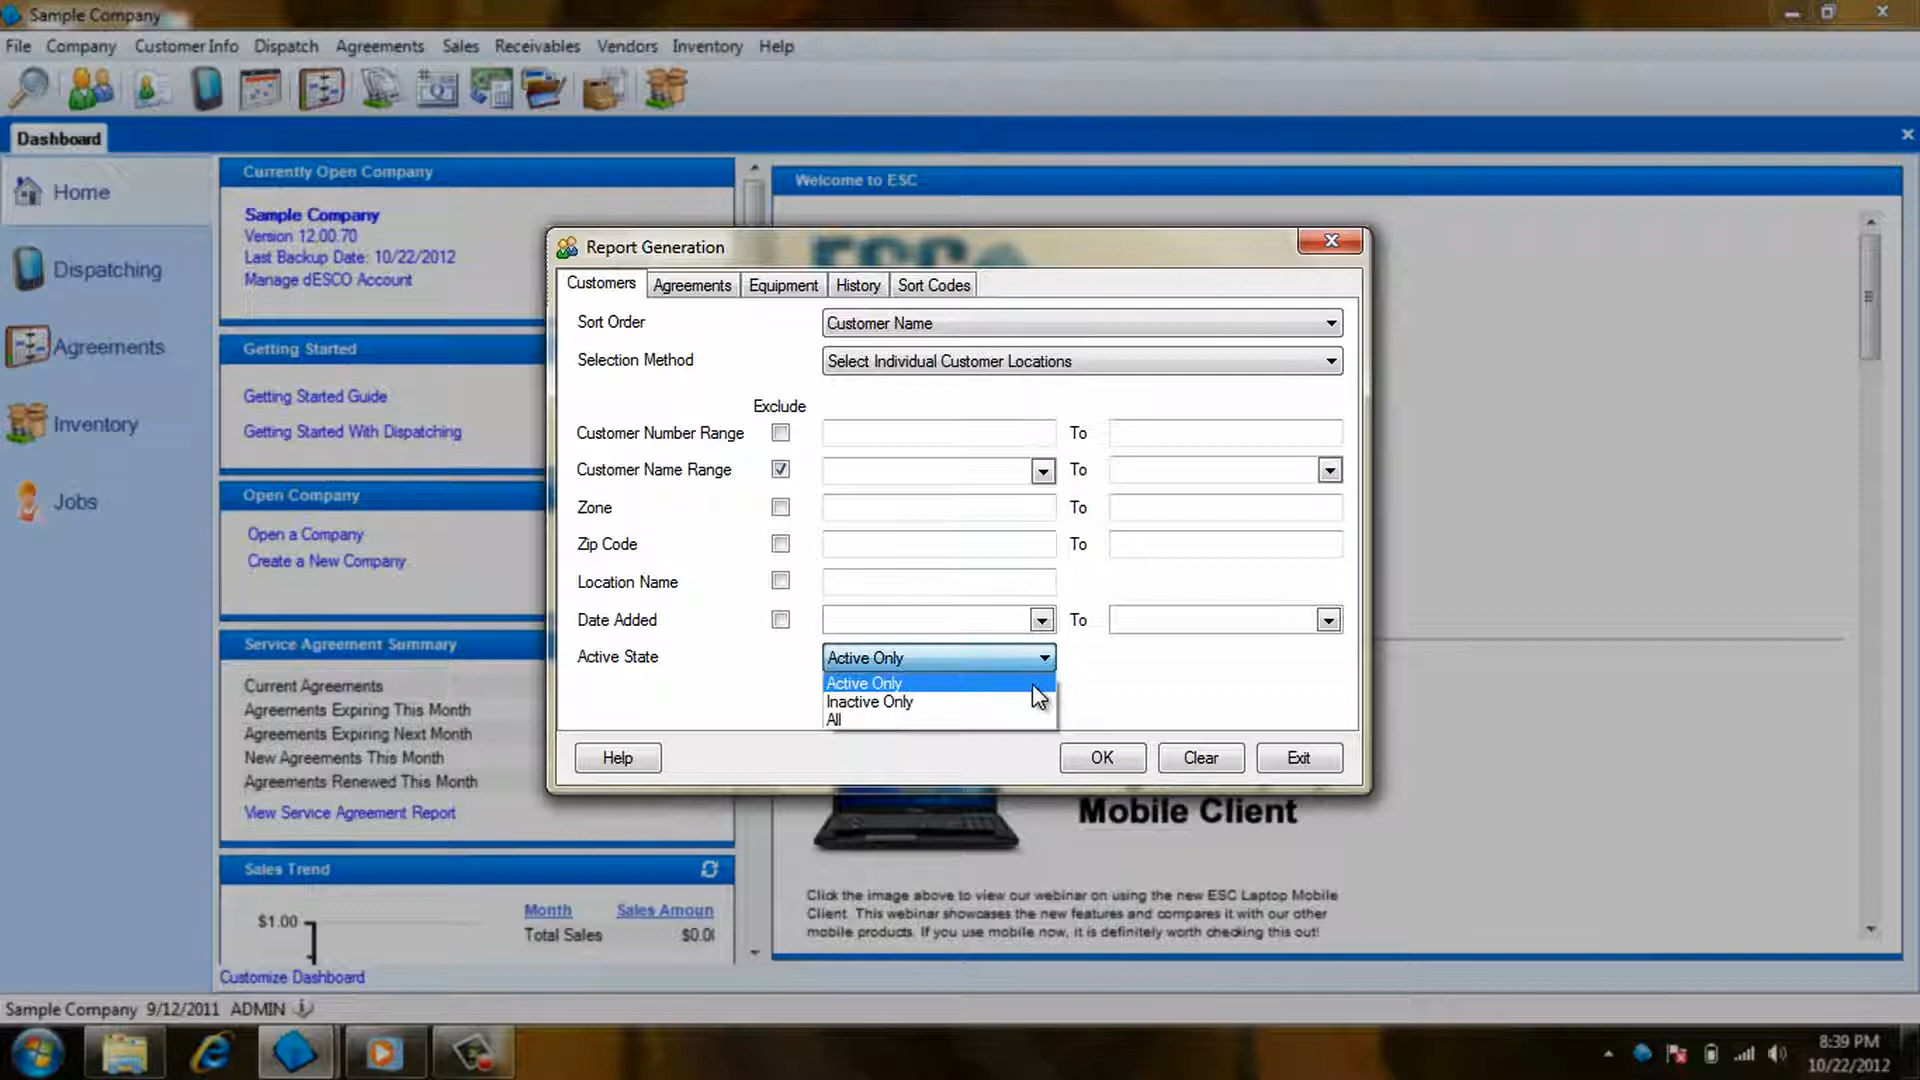 Sample Company
File Company Customer Info Dispatch Agreements Sales Receivables Vendors Inventory Help
Dashboard
Home
Dispatching
Agreements
Inventory
Jobs
Currently Open Company
Sample Company
Version 12.00.70
Last Backup Date: 10/22/2012
Manage dESCO Account
Getting Started
Getting Started Guide
Getting Started With Dispatching
Open Company
Open a Company
Create a New Company
Service Agreement Summary
Current Agreements
Agreements Expiring This Month
Agreements Expiring Next Month
New Agreements This Month
Agreements Renewed This Month
View Service Agreement Report
Sales Trend
$1.00
Month Sales Amoun
Total Sales $0.0
Customize Dashboard
Welcome to ESC
ESC
Report Generation
Customers Agreements Equipment History Sort Codes
Sort Order Customer Name
Selection Method Select Individual Customer Locations
Exclude
Customer Number Range To
Customer Name Range To
Zone To
Zip Code To
Location Name
Date Added To
Active State Active Only
Active Only
Inactive Only
All
Help OK Clear Exit
Mobile Client
Click the image above to view our webinar on using the new ESC Laptop Mobile
Client. This webinar showcases the new features and compares it with our other
mobile products. If you use mobile now, it is definitely worth checking this out!
Sample Company 9/12/2011 ADMIN
8:39 PM
10/22/2012